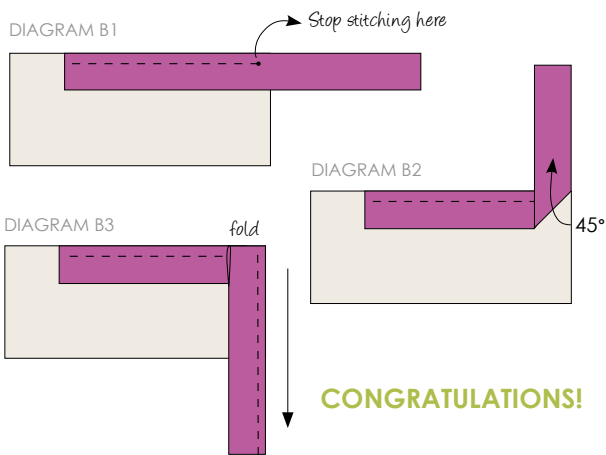 DIAGRAM B1
Stop stitching here
DIAGRAM B2
45°
DIAGRAM B3
fold
CONGRATULATIONS!